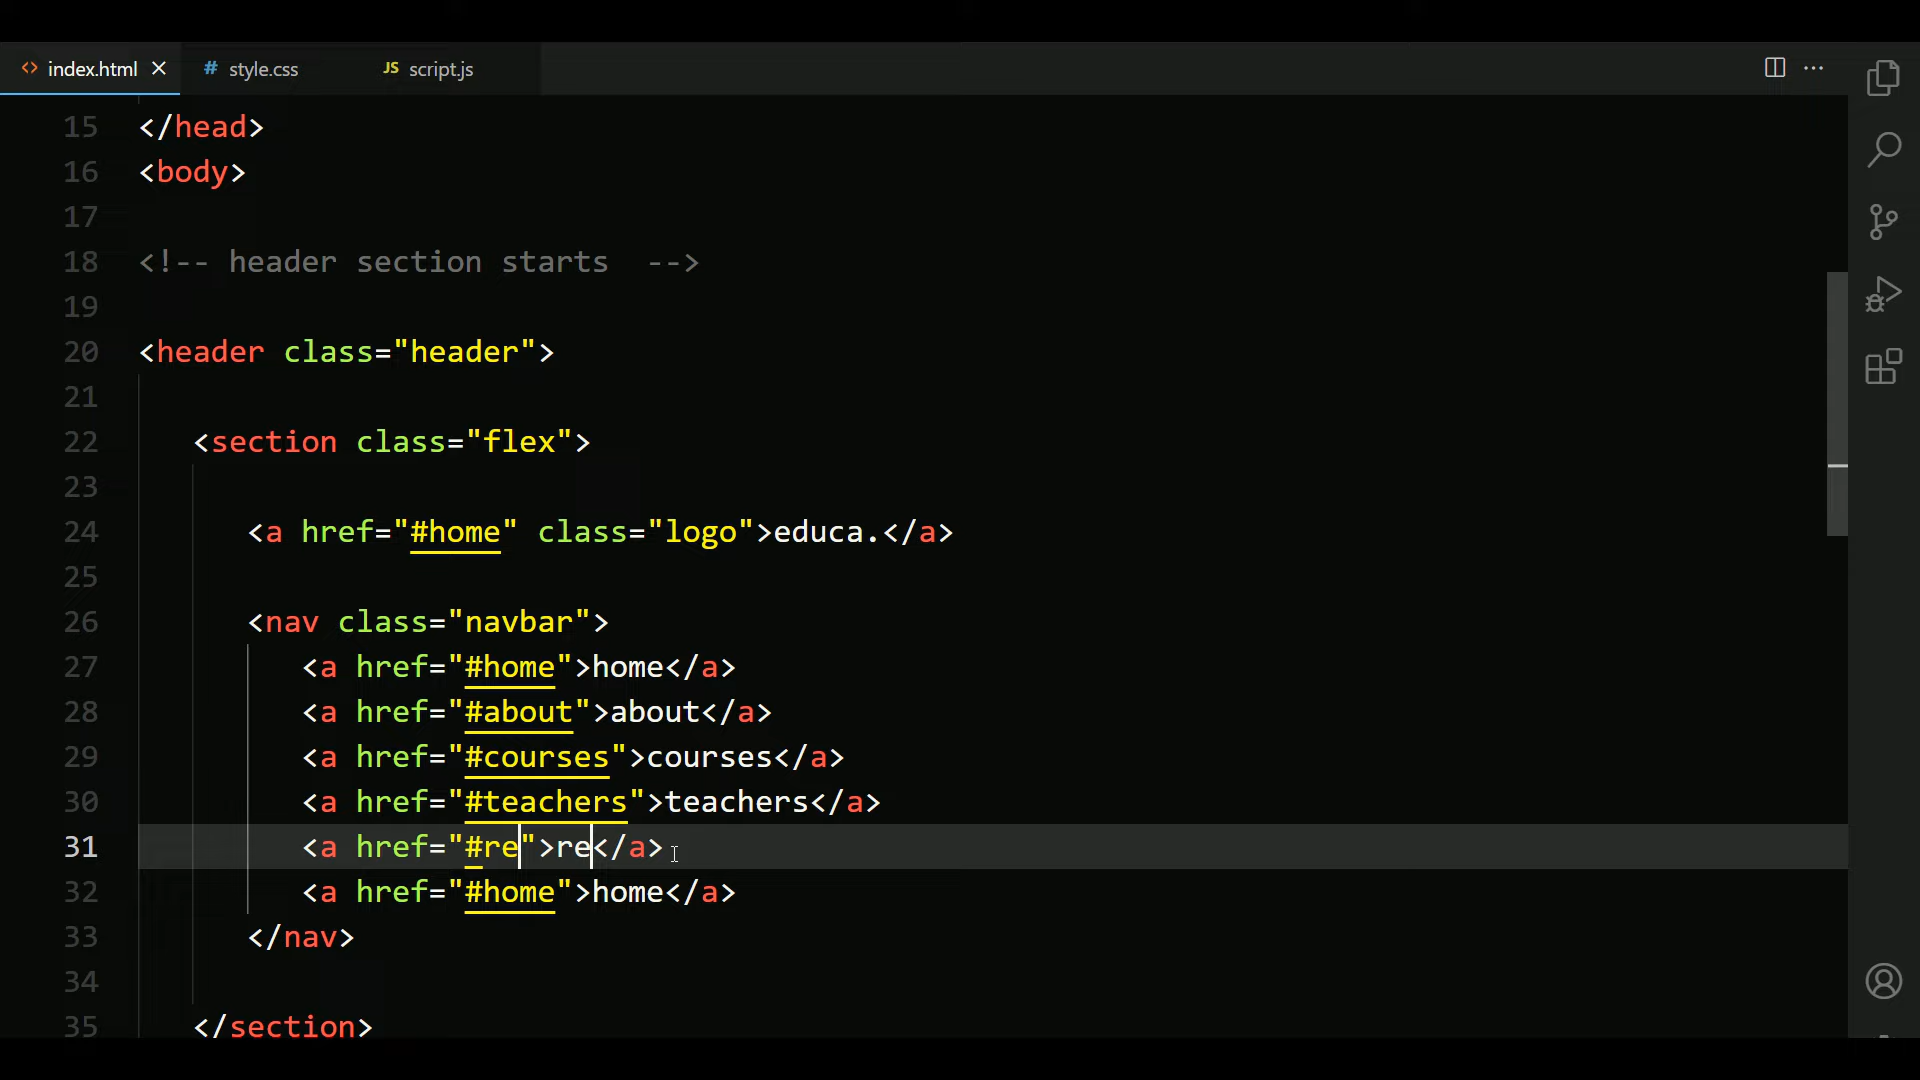 index.html
style.css
JS script.js
15 </head>
16 <body>
17
18 <!-- header section starts  -->
19
20 <header class="header">
21
22 <section class="flex">
23
24 <a href="#home" class="logo">educa.</a>
25
26 <nav class="navbar">
27 <a href="#home">home</a>
28 <a href="#about">about</a>
29 <a href="#courses">courses</a>
30 <a href="#teachers">teachers</a>
31 <a href="#re">re</a>
32 <a href="#home">home</a>
33 </nav>
34
35 </section>